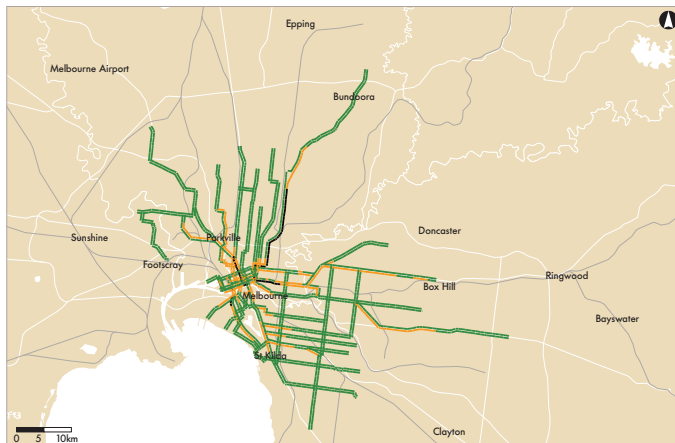 Epping
Melbourne Airport
Bundoora
Doncaster
Parkville
Sunshine
Footscray
Ringwood
Box Hill
Melbourne
Bayswater
St Kilda
0 5 10km
Clayton